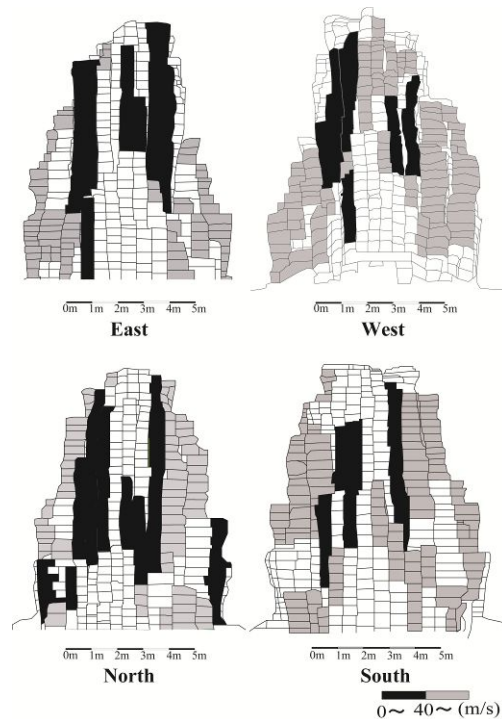 0m 1m 2m 3m 4m 5m
East
0m 1m 2m 3m 4m 5m
West
0m 1m 2m 3m 4m 5m
North
0m 1m 2m 3m 4m 5m
South
0～ 40～ (m/s)